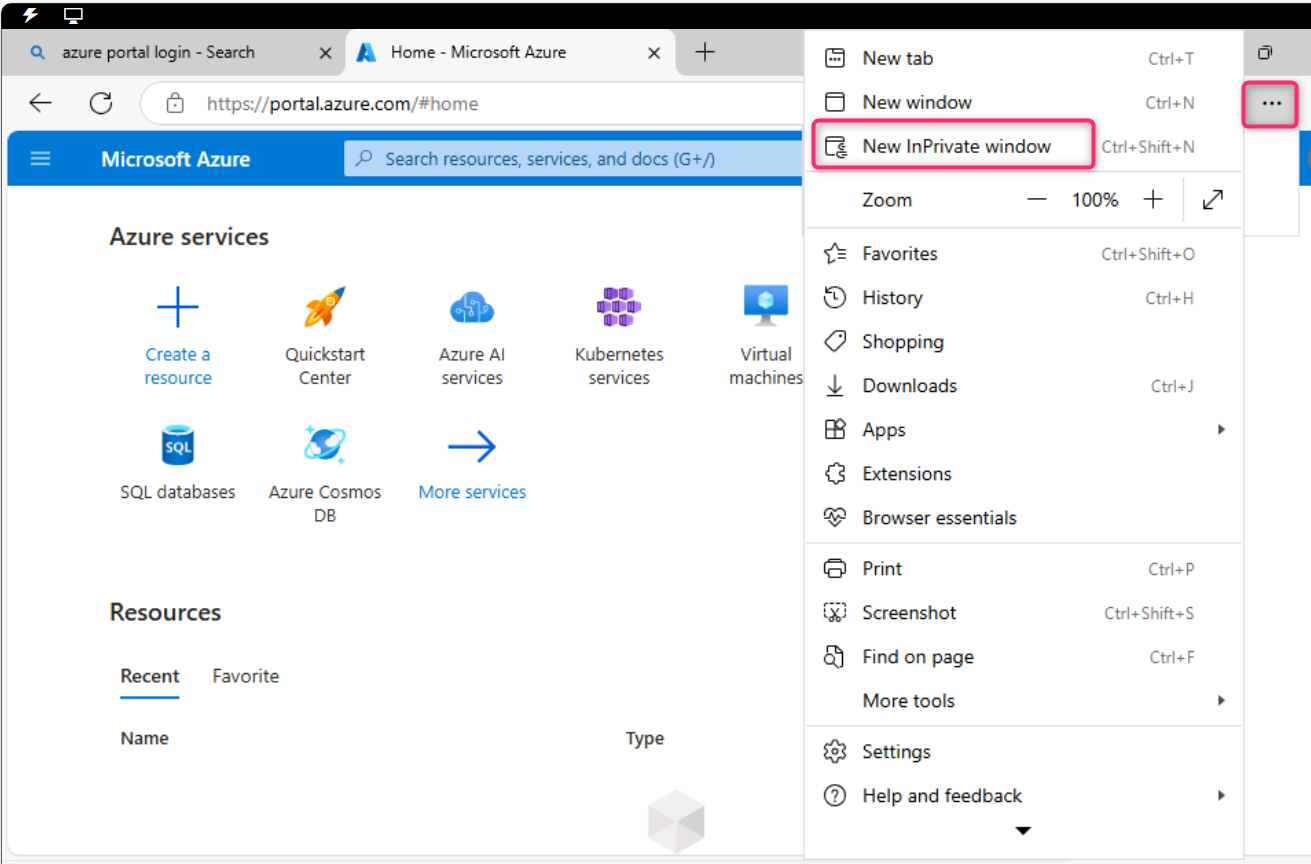 azure portal login - Search
Home - Microsoft Azure
https://portal.azure.com/#home
Microsoft Azure
Search resources, services, and docs (G+/)
Azure services
Create a
resource
Quickstart
Center
Azure AI
services
Kubernetes
services
Virtual
machines
SQL
SQL databases
Azure Cosmos
DB
More services
Resources
Recent
Favorite
Name
Type
New tab Ctrl+T
New window Ctrl+N
New InPrivate window Ctrl+Shift+N
Zoom 100%
Favorites Ctrl+Shift+O
History Ctrl+H
Shopping
Downloads Ctrl+J
Apps
Extensions
Browser essentials
Print Ctrl+P
Screenshot Ctrl+Shift+S
Find on page Ctrl+F
More tools
Settings
Help and feedback